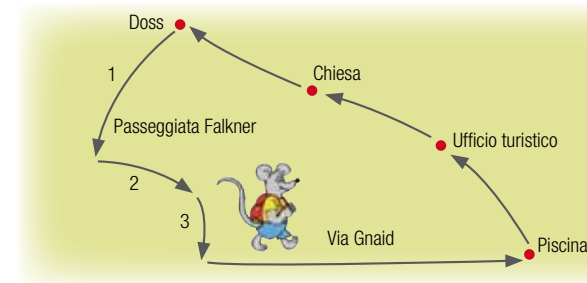 Doss
Chiesa
1
Passeggiata Falkner
Ufficio turistico
2
3
Via Gnaid
Piscina